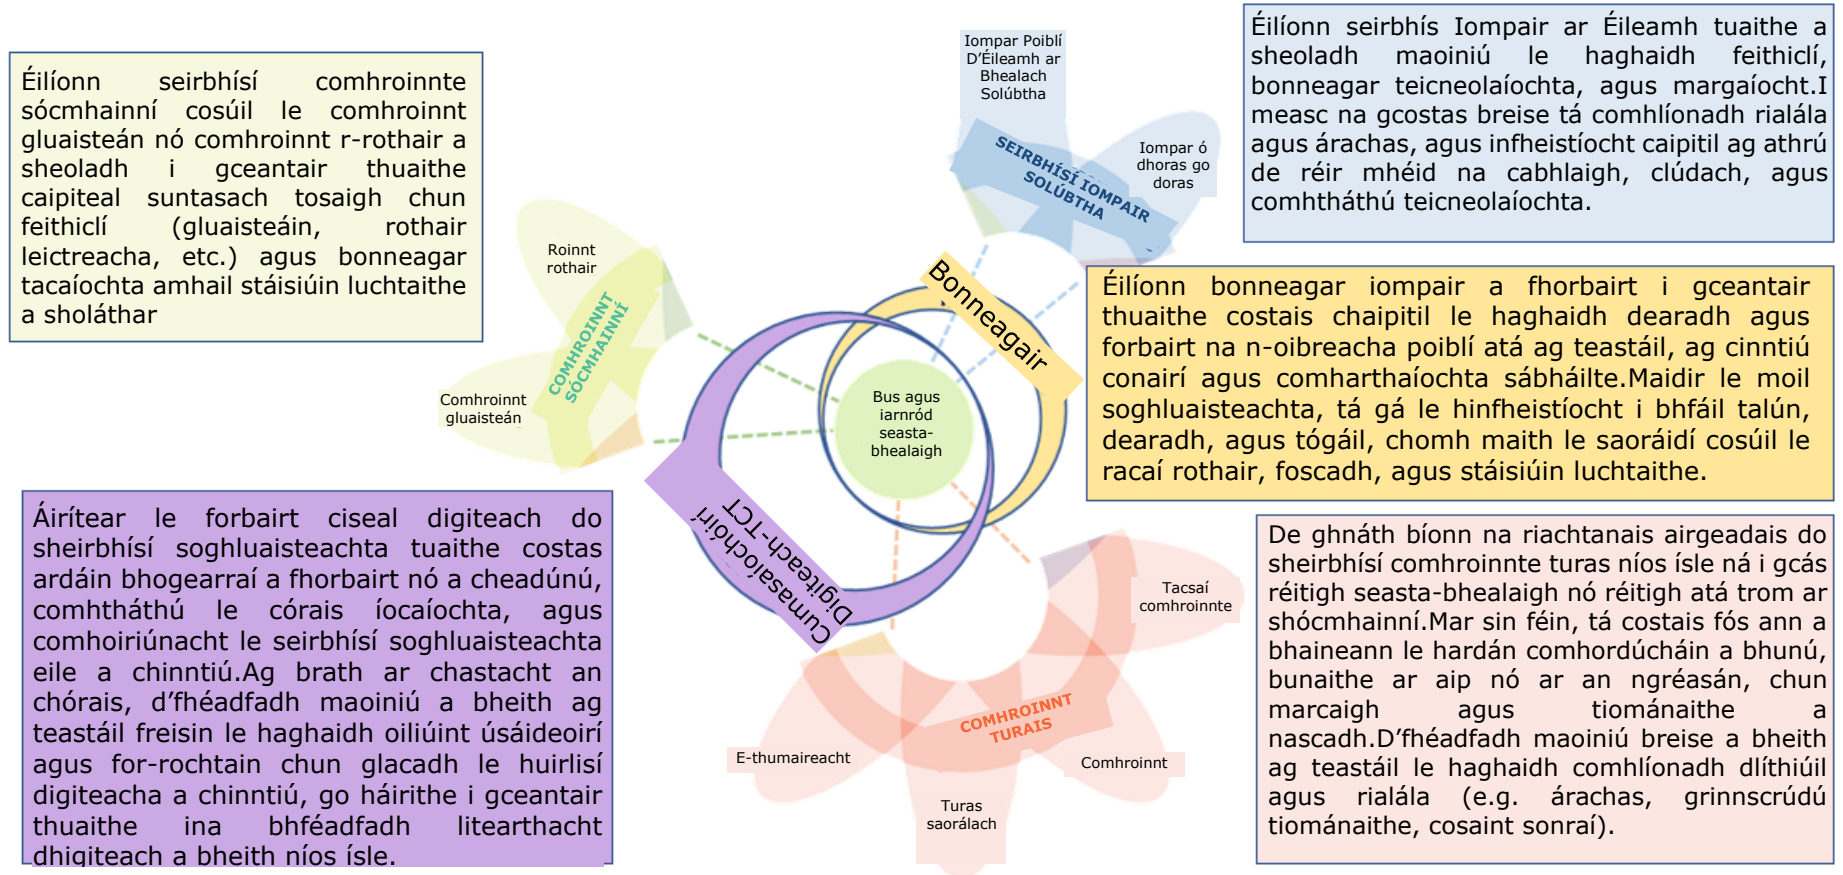 Éilíonn seirbhísí comhroinnte
sócmhainní cosúil le comhroinnt
gluaisteán nó comhroinnt r-rothair a
sheoladh i gceantair thuaithe
caipiteal suntasach tosaigh chun
feithiclí (gluaisteáin, rothair
leictreacha, etc.) agus bonneagar
tacaíochta amhail stáisiúin luchtaithe
a sholáthar
Iompar Poiblí
D’Éileamh ar
Bhealach
Solúbtha
SEIRBHÍSÍ IOMPAIR
SOLÚBTHA
Iompar ó
dhoras go
doras
Éilíonn seirbhís Iompair ar Éileamh tuaithe a
sheoladh maoiniú le haghaidh feithiclí,
bonneagar teicneolaíochta, agus margaíocht.I
measc na gcostas breise tá comhlíonadh rialála
agus árachas, agus infheistíocht caipitil ag athrú
de réir mhéid na cabhlaigh, clúdach, agus
comhtháthú teicneolaíochta.
Roinnt
rothair
COMHROINNT
SÓCMHAINNÍ
Comhroinnt
gluaisteán
Bonneagair
Bus agus
iarnród
seasta-
bhealaigh
Éilíonn bonneagar iompair a fhorbairt i gceantair
thuaithe costais chaipitil le haghaidh dearadh agus
forbairt na n-oibreacha poiblí atá ag teastáil, ag cinntiú
conairí agus comharthaíochta sábháilte.Maidir le moil
soghluaisteachta, tá gá le hinfheistíocht i bhfáil talún,
dearadh, agus tógáil, chomh maith le saoráidí cosúil le
racaí rothair, foscadh, agus stáisiúin luchtaithe.
Áirítear le forbairt ciseal digiteach do
sheirbhísí soghluaisteachta tuaithe costas
ardáin bhogearraí a fhorbairt nó a cheadúnú,
comhtháthú le córais íocaíochta, agus
comhoiriúnacht le seirbhísí soghluaisteachta
eile a chinntiú.Ag brath ar chastacht an
chórais, d’fhéadfadh maoiniú a bheith ag
teastáil freisin le haghaidh oiliúint úsáideoirí
agus for-rochtain chun glacadh le huirlisí
digiteacha a chinntiú, go háirithe i gceantair
thuaithe ina bhféadfadh litearthacht
dhigiteach a bheith níos ísle.
Cumasaíochóirí
Digiteach-TCT
Tacsaí
comhroinnte
COMHROINNT
TURAIS
E-thumaireacht
Comhroinnt
Turas
saorálach
De ghnáth bíonn na riachtanais airgeadais do
sheirbhísí comhroinnte turas níos ísle ná i gcás
réitigh seasta-bhealaigh nó réitigh atá trom ar
shócmhainní.Mar sin féin, tá costais fós ann a
bhaineann le hardán comhordúcháin a bhunú,
bunaithe ar aip nó ar an ngréasán, chun
marcaigh agus tiománaithe a
nascadh.D’fhéadfadh maoiniú breise a bheith
ag teastáil le haghaidh comhlíonadh dlíthiúil
agus rialála (e.g. árachas, grinnscrúdú
tiománaithe, cosaint sonraí).